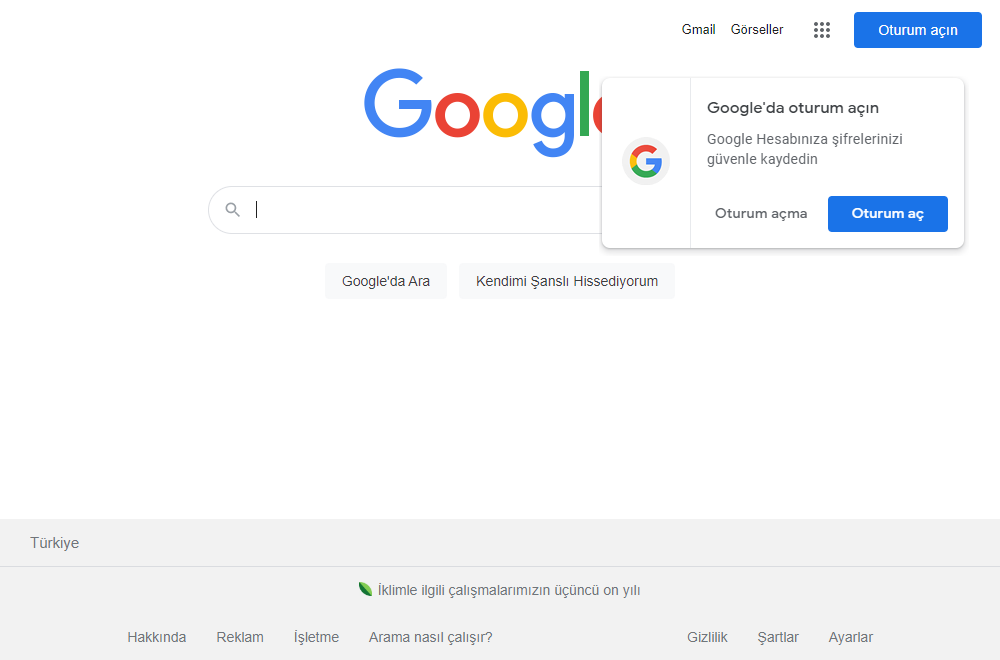 Gmail Görseller Oturum açın
Google
Google'da oturum açın
Google Hesabınıza şifrelerinizi
güvenle kaydedin
Oturum açma Oturum aç
Google'da Ara Kendimi Şanslı Hissediyorum
Türkiye
İklimle ilgili çalışmalarımızın üçüncü on yılı
Hakkında Reklam İşletme Arama nasıl çalışır? Gizlilik Şartlar Ayarlar